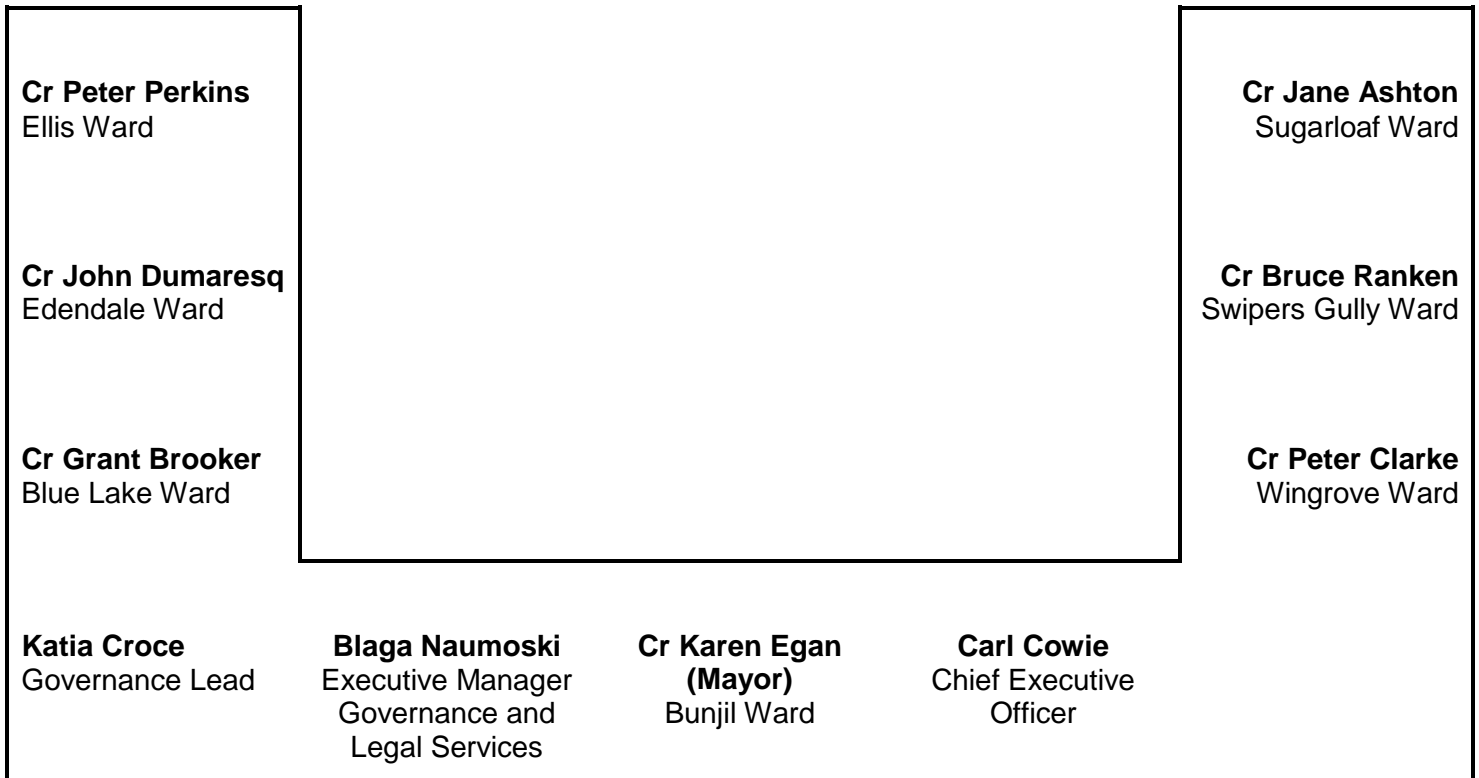 Cr Peter Perkins
Ellis Ward
Cr Jane Ashton
Sugarloaf Ward
Cr John Dumaresq
Edendale Ward
Cr Bruce Ranken
Swipers Gully Ward
Cr Grant Brooker
Blue Lake Ward
Cr Peter Clarke
Wingrove Ward
Katia Croce
Governance Lead
Blaga Naumoski
Executive Manager
Governance and
Legal Services
Cr Karen Egan
(Mayor)
Bunjil Ward
Carl Cowie
Chief Executive
Officer